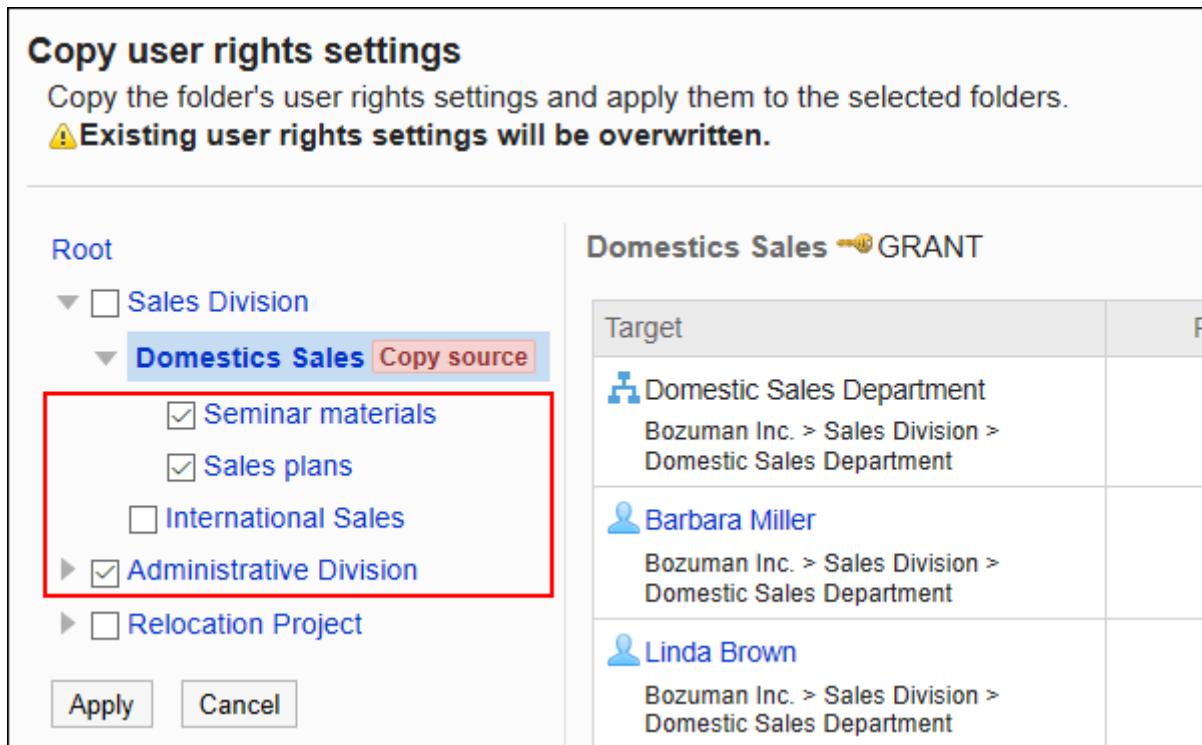 Copy user rights settings
Copy the folder's user rights settings and apply them to the selected folders.
Existing user rights settings will be overwritten.
Root
Sales Division
Domestics Sales Copy source
Seminar materials
Sales plans
International Sales
Administrative Division
Relocation Project
Apply Cancel
Domestics Sales GRANT
Target
Domestic Sales Department
Bozuman Inc. > Sales Division >
Domestic Sales Department
Barbara Miller
Bozuman Inc. > Sales Division >
Domestic Sales Department
Linda Brown
Bozuman Inc. > Sales Division >
Domestic Sales Department